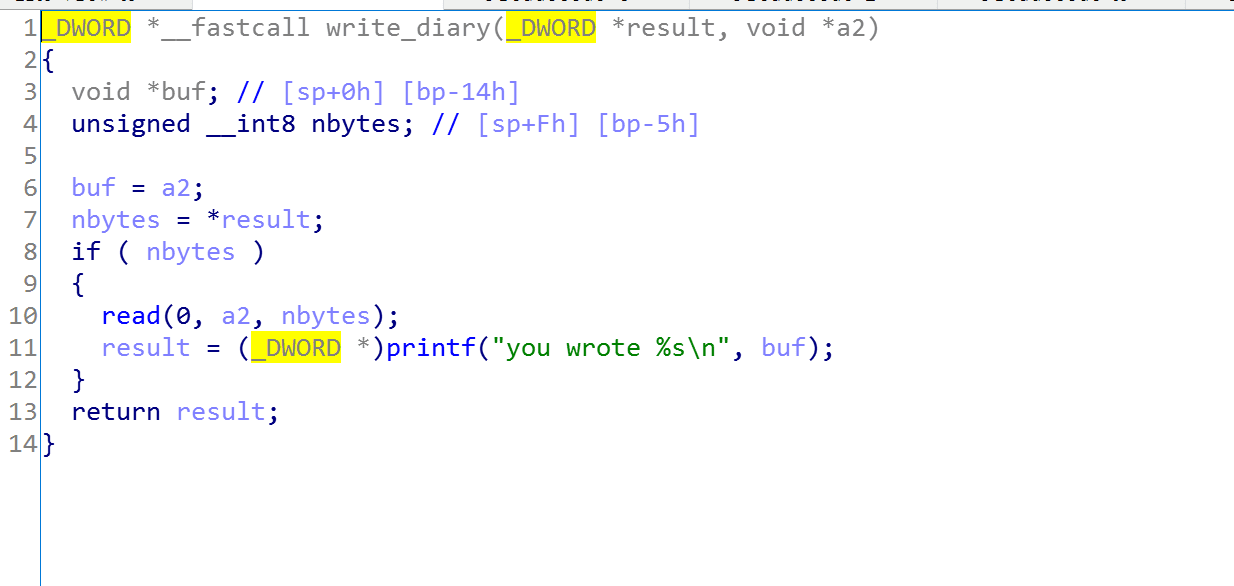 1 _DWORD *__fastcall write_diary(_DWORD *result, void *a2)
2 {
3   void *buf; // [sp+0h] [bp-14h]
4   unsigned __int8 nbytes; // [sp+Fh] [bp-5h]
5
6   buf = a2;
7   nbytes = *result;
8   if ( nbytes )
9   {
10     read(0, a2, nbytes);
11     result = (_DWORD *)printf("you wrote %s\n", buf);
12   }
13   return result;
14 }